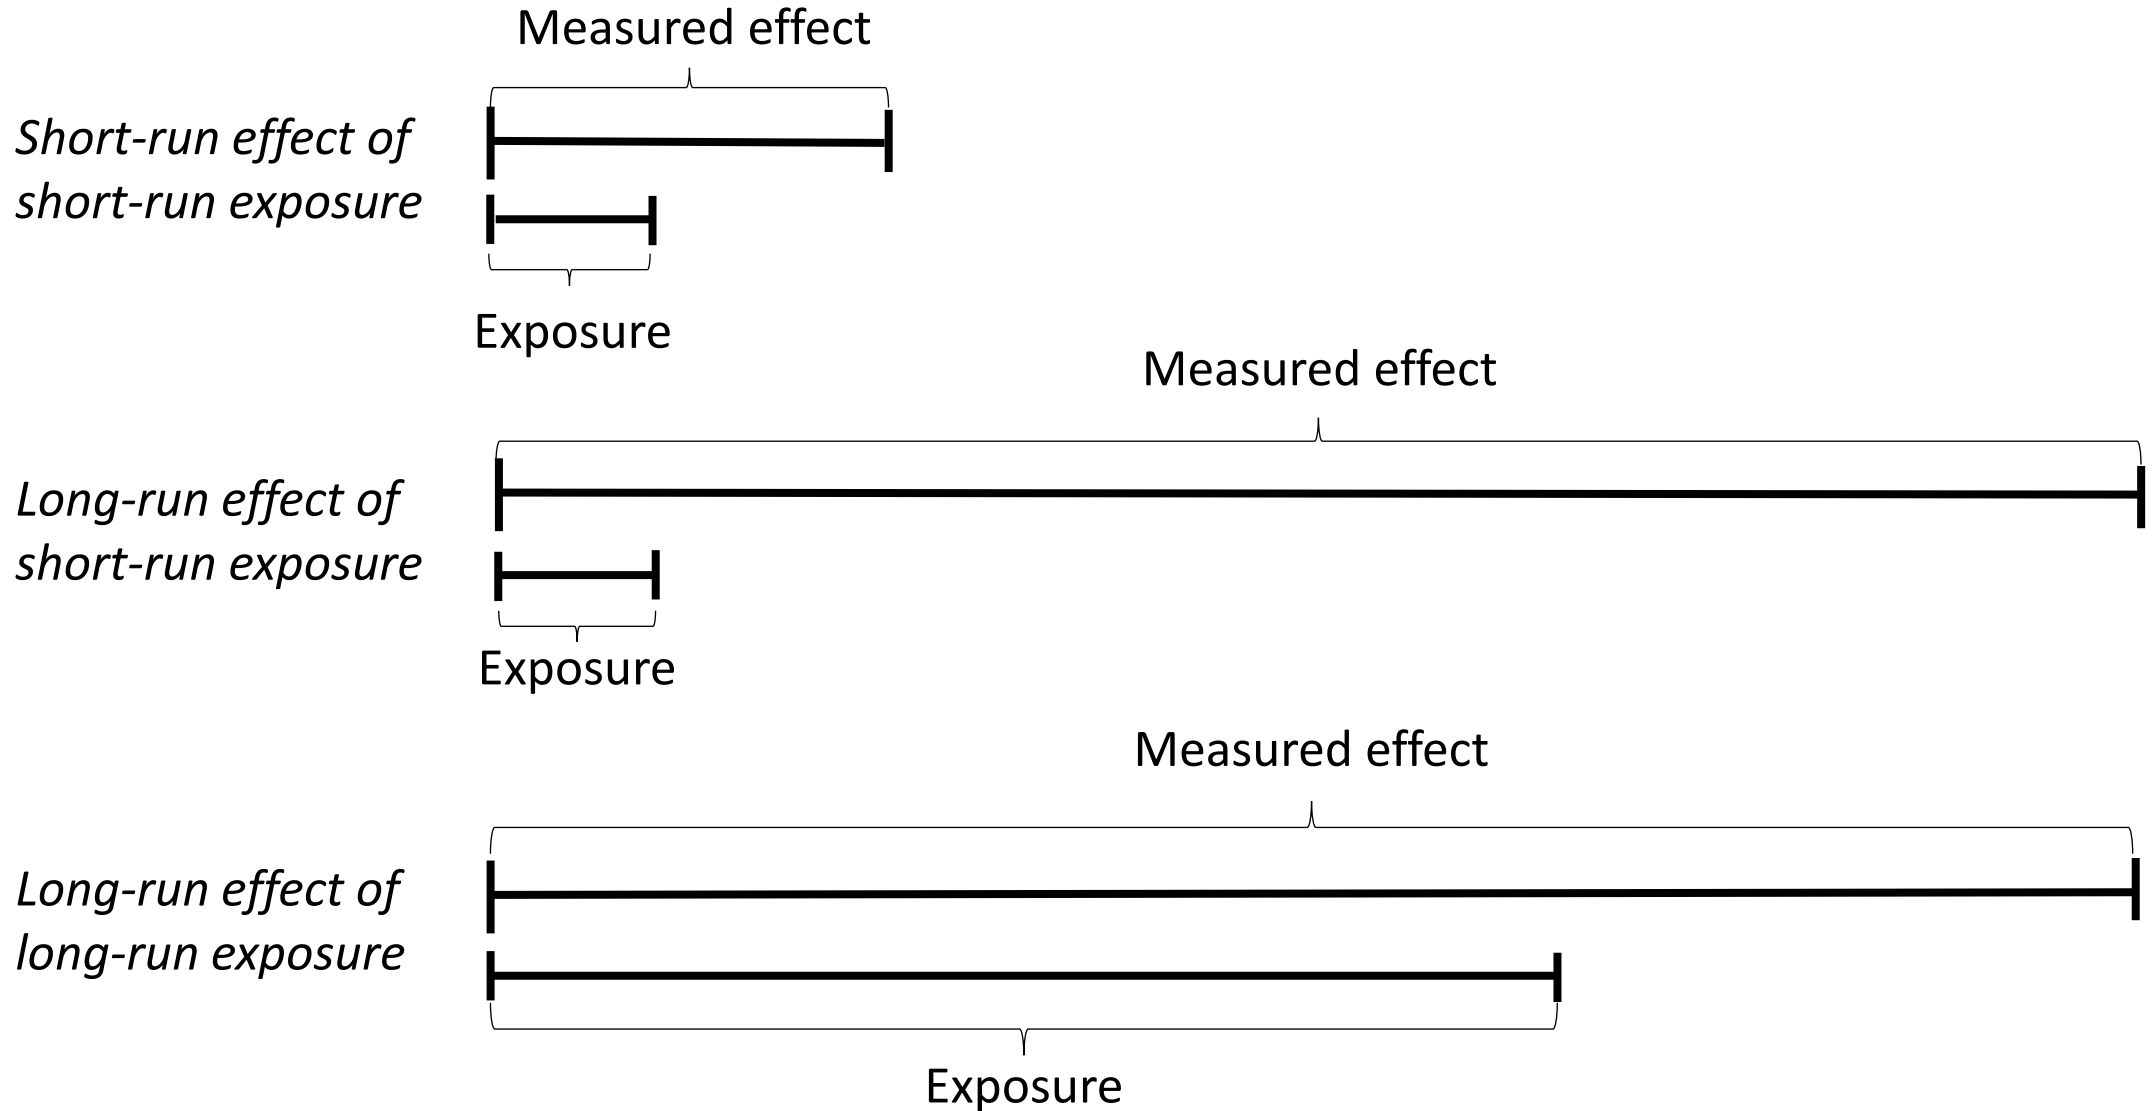 Measured effect
Short-run effect of
short-run exposure
Exposure
Measured effect
Long-run effect of
short-run exposure
Exposure
Measured effect
Long-run effect of
long-run exposure
Exposure